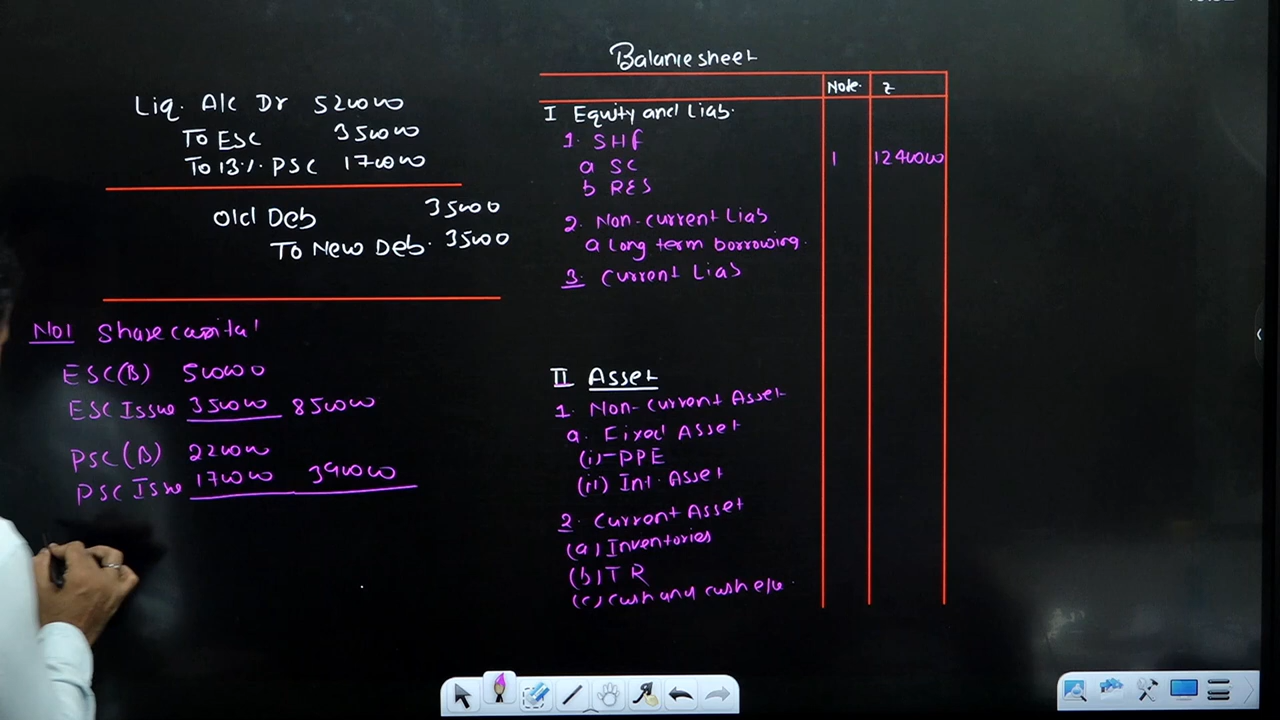 Liq. A/c Dr 520000
To ESC 350000
To 13%. PSC 170000
Old Deb 35000
To New Deb. 35000
No1 Share capital
ESC(B) 500000
ESC Issue 350000 850000
PSC(B) 220000
PSC Issue 170000 390000
Balance sheet
Note. ₹
I Equity and Liab.
1. SHF
a SC 1 1240000
b RES
2. Non-current Liab
a Long term borrowing.
3. Current Liab
II Asset
1. Non-Current Asset
a. Fixed Asset
(i) PPE
(ii) Int. Asset
2. Current Asset
(a) Inventories
(b) TR
(c) Cash and cash e/e.